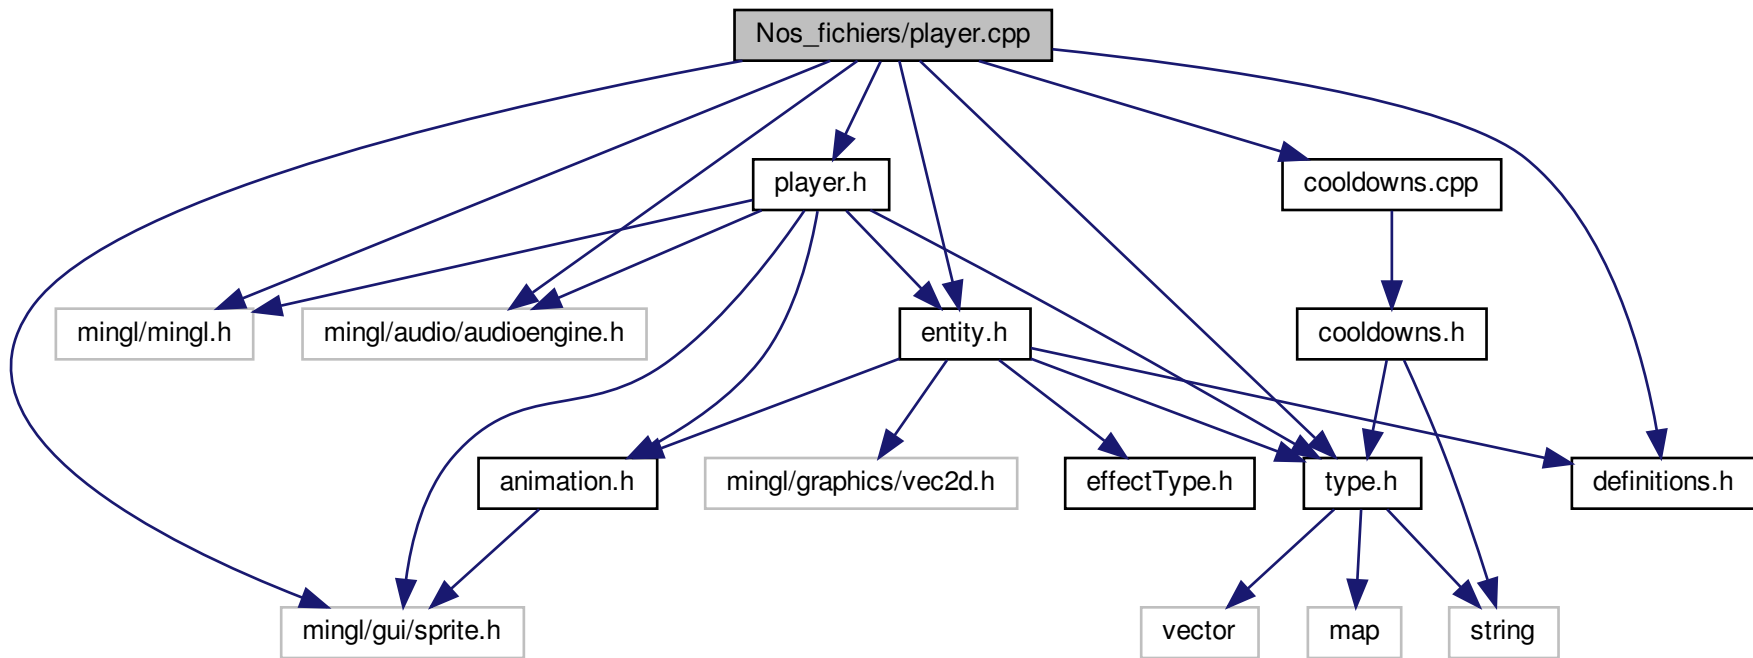 Nos_fichiers/player.cpp
player.h
cooldowns.cpp
mingl/mingl.h
mingl/audio/audioengine.h
entity.h
cooldowns.h
animation.h
mingl/graphics/vec2d.h
effectType.h
type.h
definitions.h
mingl/gui/sprite.h
vector
map
string